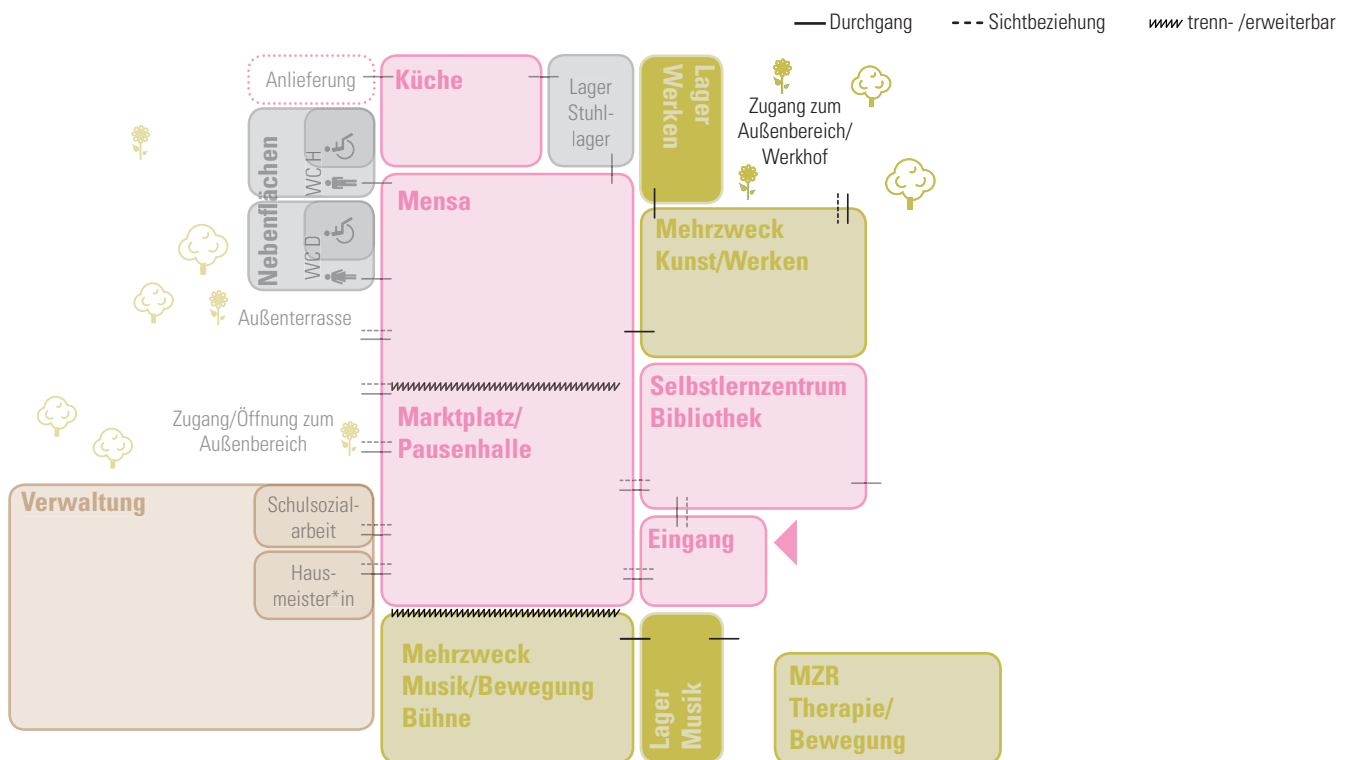 Durchgang
Sichtbeziehung
trenn- /erweiterbar
Anlieferung
Küche
Lager
Stuhl-
lager
Lager
Werken
Zugang zum
Außenbereich/
Werkhof
Nebenflächen
WC H
WC D
Mensa
Mehrzweck
Kunst/Werken
Außenterrasse
Zugang/Öffnung zum
Außenbereich
Marktplatz/
Pausenhalle
Selbstlernzentrum
Bibliothek
Verwaltung
Schulsozial-
arbeit
Haus-
meister*in
Eingang
Mehrzweck
Musik/Bewegung
Bühne
Lager
Musik
MZR
Therapie/
Bewegung